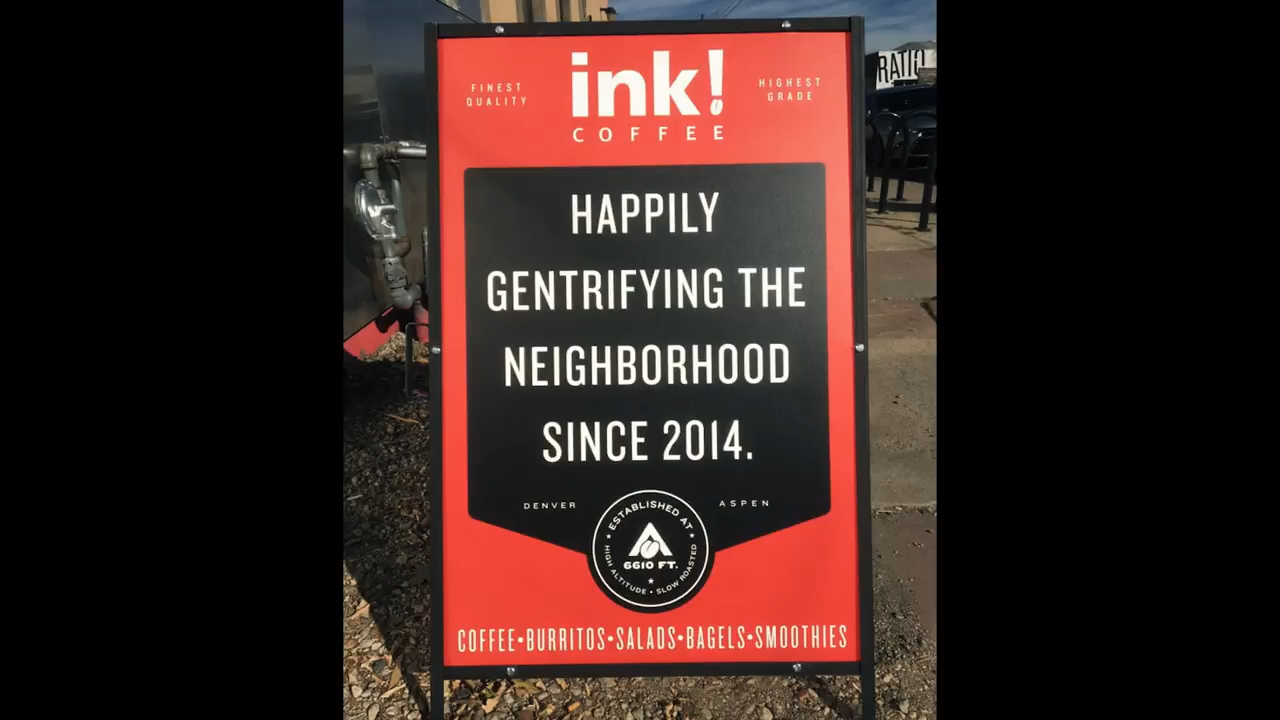 FINEST
QUALITY
ink!
COFFEE
HIGHEST
GRADE
HAPPILY
GENTRIFYING THE
NEIGHBORHOOD
SINCE 2014.
DENVER
ASPEN
ESTABLISHED AT
6610 FT.
HIGH ALTITUDE • SLOW ROASTED
COFFEE•BURRITOS•SALADS•BAGELS•SMOOTHIES
RATIO